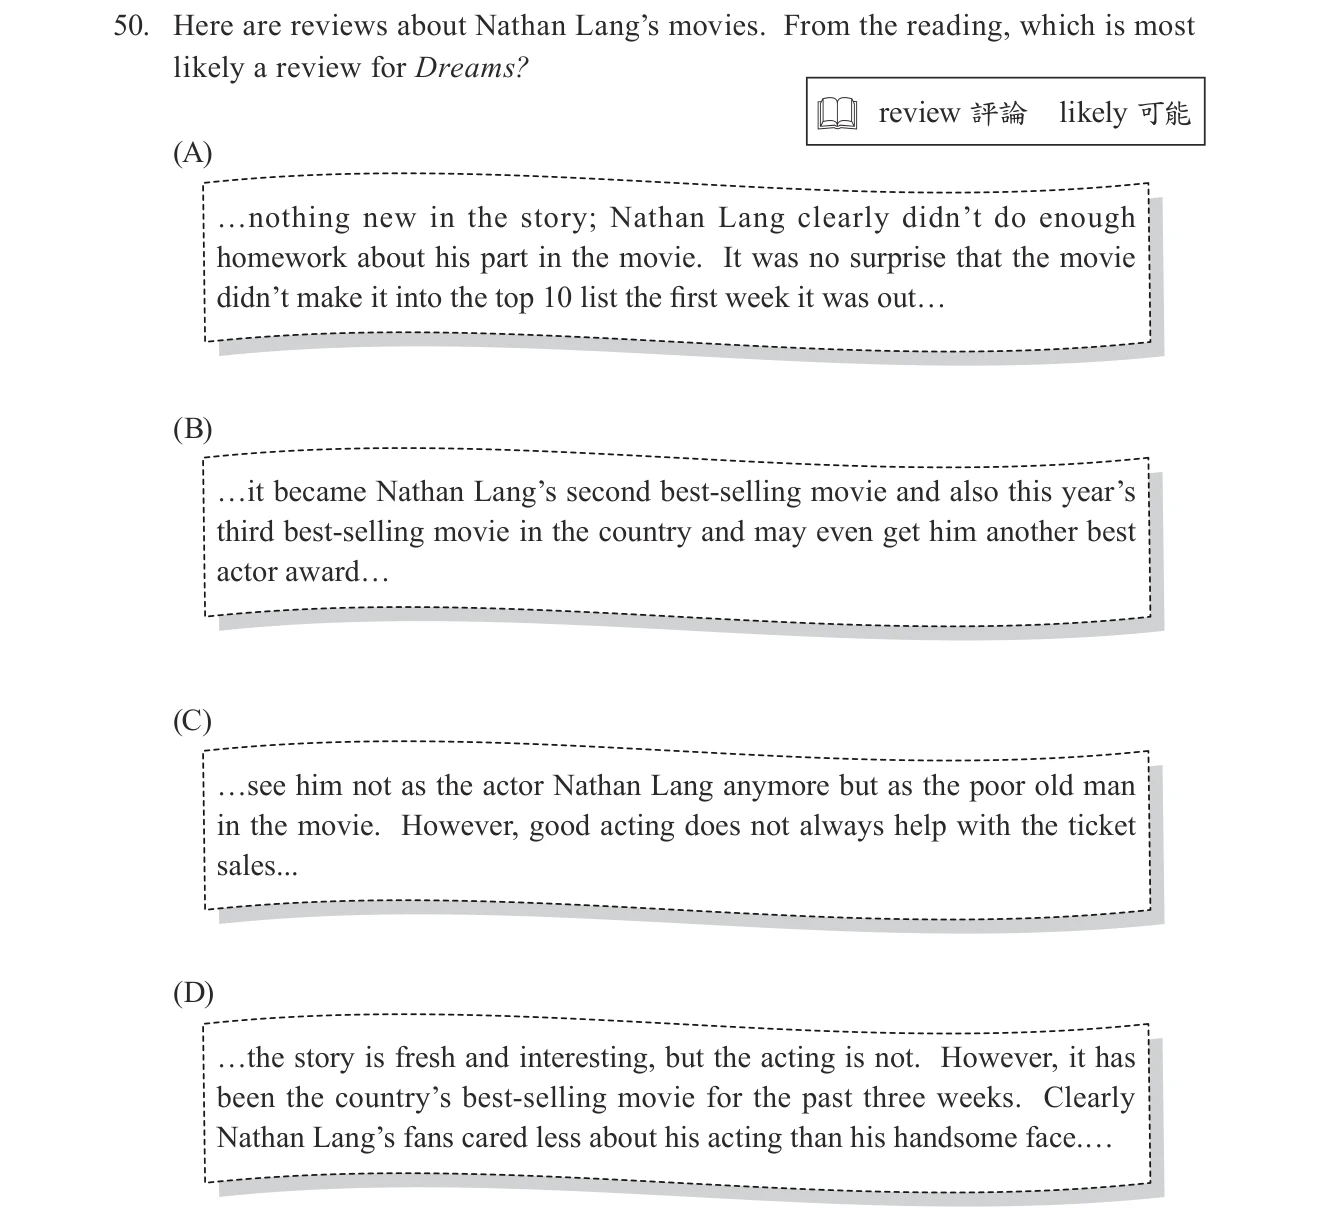 50. Here are reviews about Nathan Lang’s movies. From the reading, which is most
likely a review for Dreams?
review 評論 likely 可能
(A)
…nothing new in the story; Nathan Lang clearly didn’t do enough
homework about his part in the movie. It was no surprise that the movie
didn’t make it into the top 10 list the first week it was out…
(B)
…it became Nathan Lang’s second best-selling movie and also this year’s
third best-selling movie in the country and may even get him another best
actor award…
(C)
…see him not as the actor Nathan Lang anymore but as the poor old man
in the movie. However, good acting does not always help with the ticket
sales...
(D)
…the story is fresh and interesting, but the acting is not. However, it has
been the country’s best-selling movie for the past three weeks. Clearly
Nathan Lang’s fans cared less about his acting than his handsome face.…